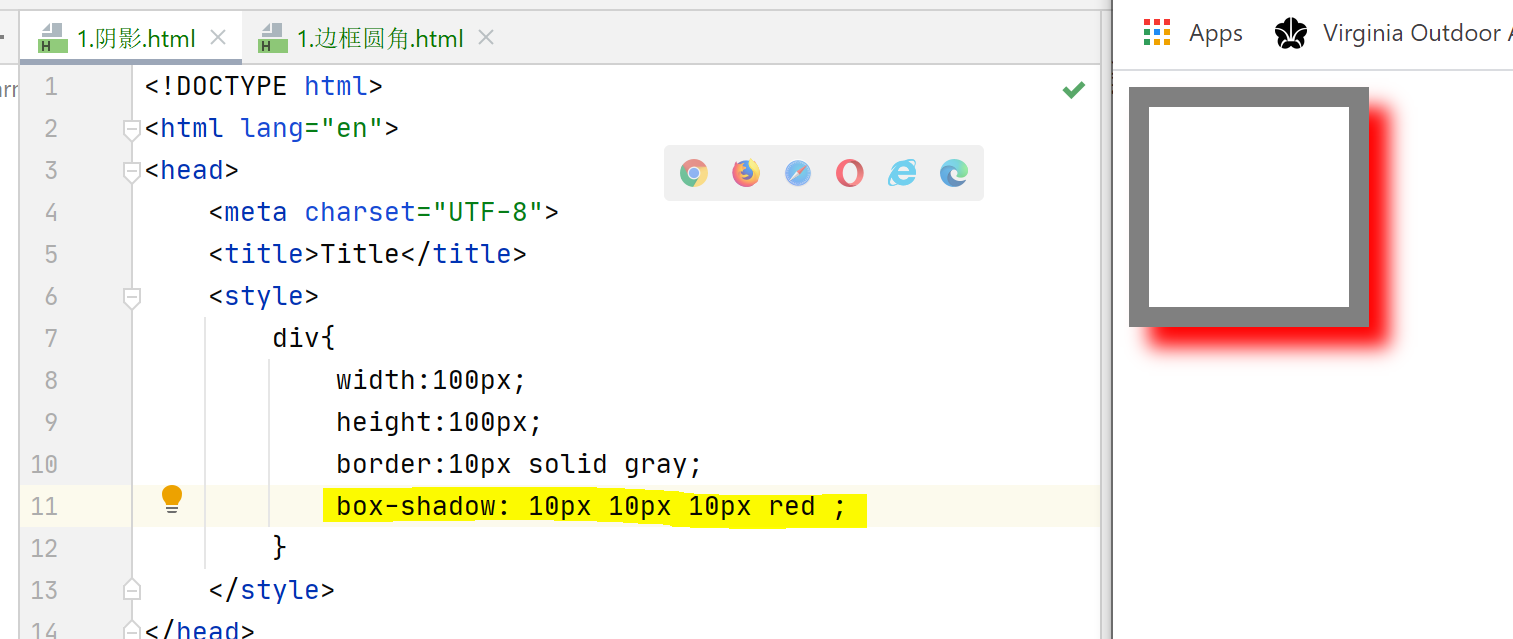 1.阴影.html
1.边框圆角.html
Apps
Virginia Outdoor A
1 <!DOCTYPE html>
2 <html lang="en">
3 <head>
4 <meta charset="UTF-8">
5 <title>Title</title>
6 <style>
7 div{
8 width:100px;
9 height:100px;
10 border:10px solid gray;
11 box-shadow: 10px 10px 10px red ;
12 }
13 </style>
14 </head>